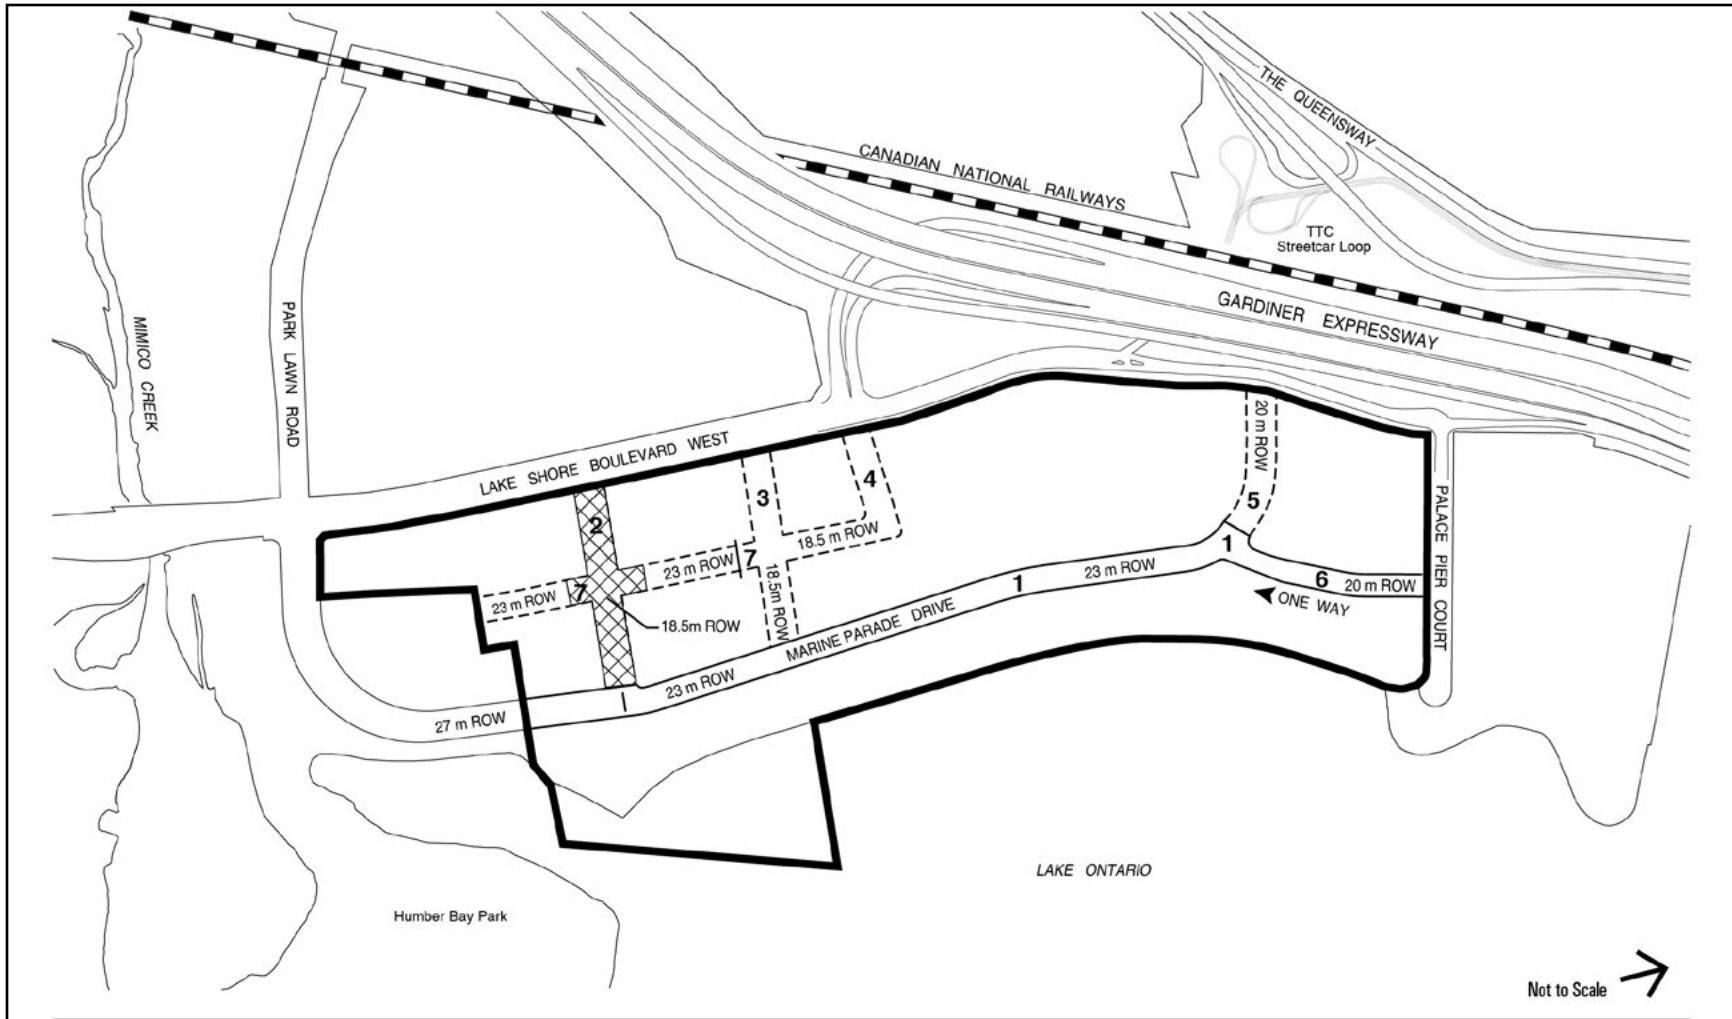 THE QUEENSWAY
CANADIAN NATIONAL RAILWAYS
TTC
Streetcar Loop
GARDINER EXPRESSWAY
MIMICO CREEK
PARK LAWN ROAD
LAKE SHORE BOULEVARD WEST
20 m ROW
2
3
4
5
PALACE PIER COURT
18.5 m ROW
1
23 m ROW
7
18.5m ROW
23 m ROW
7
23 m ROW
1
6
20 m ROW
ONE WAY
18.5m ROW
MARINE PARADE DRIVE
23 m ROW
27 m ROW
LAKE ONTARIO
Humber Bay Park
Not to Scale